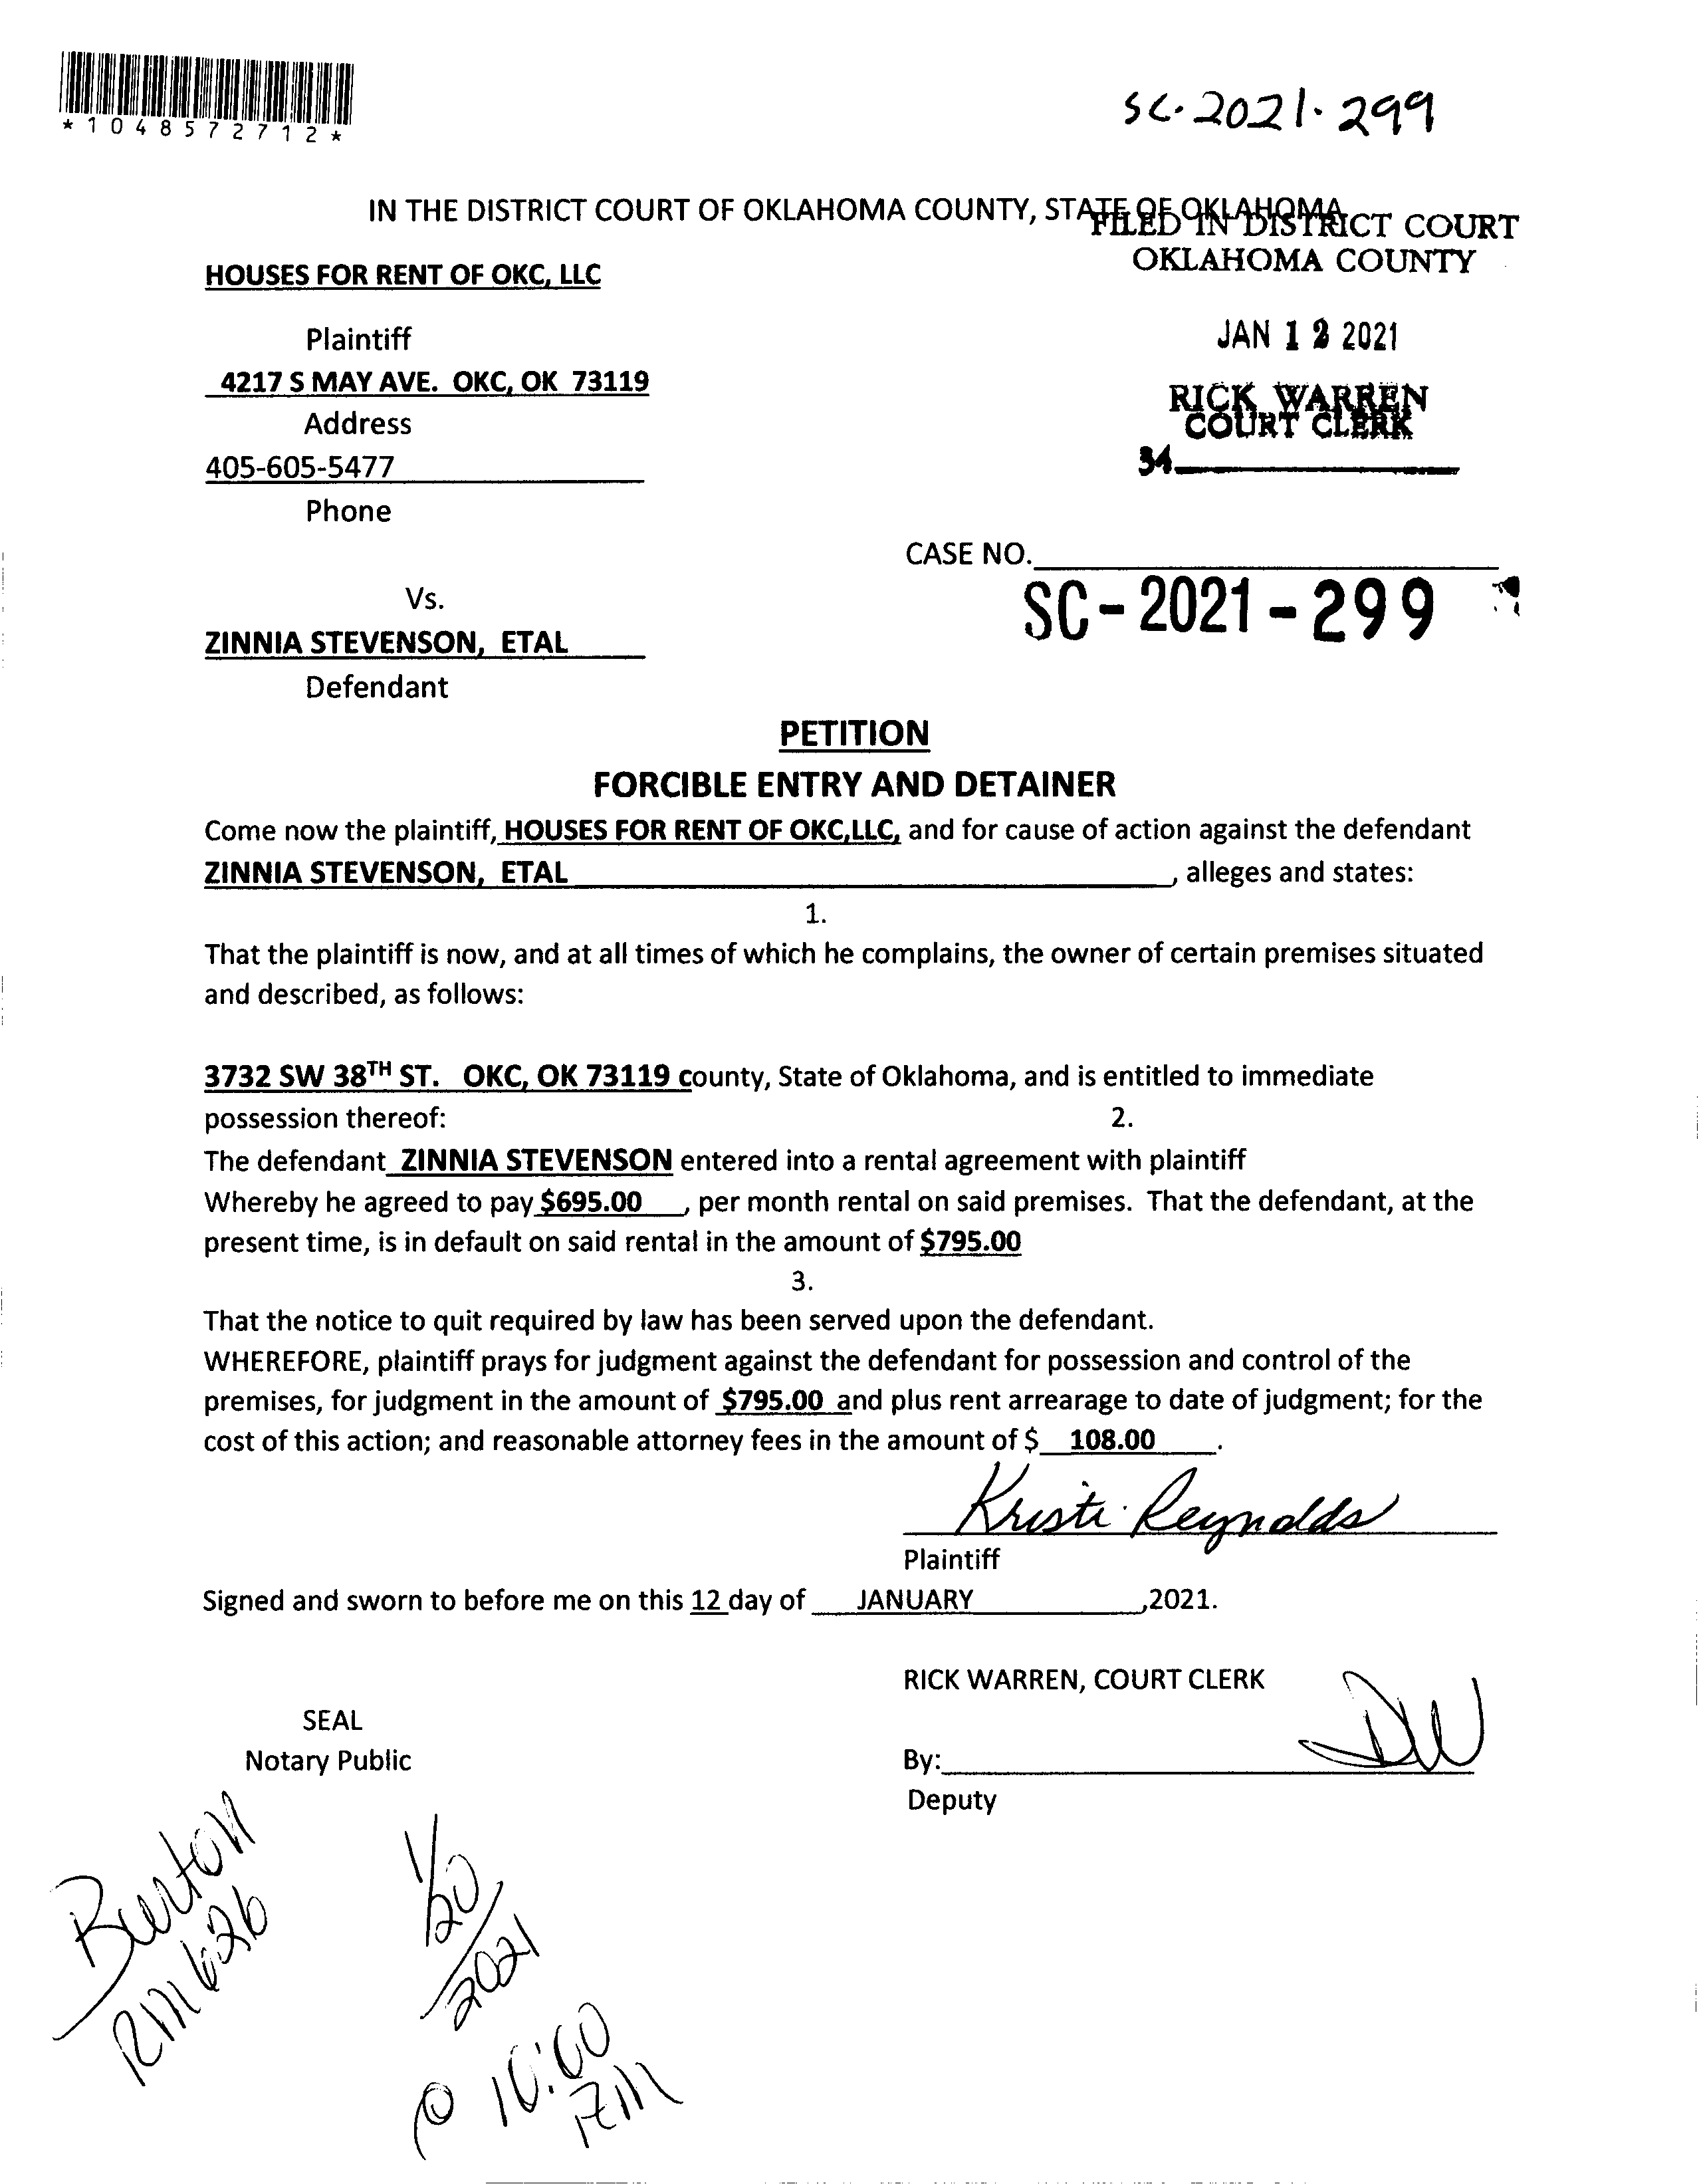 *1048572712*
SC-2021-299
IN THE DISTRICT COURT OF OKLAHOMA COUNTY, STATE OF OKLAHOMA
FILED IN DISTRICT COURT
OKLAHOMA COUNTY
HOUSES FOR RENT OF OKC, LLC
Plaintiff
JAN 12 2021
4217 S MAY AVE. OKC, OK 73119
Address
RICK WARREN
COURT CLERK
405-605-5477
34
Phone
CASE NO.
SC-2021-299
Vs.
ZINNIA STEVENSON, ETAL
Defendant
PETITION
FORCIBLE ENTRY AND DETAINER
Come now the plaintiff, HOUSES FOR RENT OF OKC,LLC, and for cause of action against the defendant
ZINNIA STEVENSON, ETAL, alleges and states:
1.
That the plaintiff is now, and at all times of which he complains, the owner of certain premises situated
and described, as follows:
3732 SW 38TH ST. OKC, OK 73119 county, State of Oklahoma, and is entitled to immediate
possession thereof: 2.
The defendant ZINNIA STEVENSON entered into a rental agreement with plaintiff
Whereby he agreed to pay $695.00, per month rental on said premises. That the defendant, at the
present time, is in default on said rental in the amount of $795.00
3.
That the notice to quit required by law has been served upon the defendant.
WHEREFORE, plaintiff prays for judgment against the defendant for possession and control of the
premises, for judgment in the amount of $795.00 and plus rent arrearage to date of judgment; for the
cost of this action; and reasonable attorney fees in the amount of $ 108.00.
Kristi Reynolds
Plaintiff
Signed and sworn to before me on this 12 day of JANUARY,2021.
RICK WARREN, COURT CLERK
SEAL
Notary Public
By: DW
Deputy
Burton
RM 626
1/20/2021
@ 10:00
AM